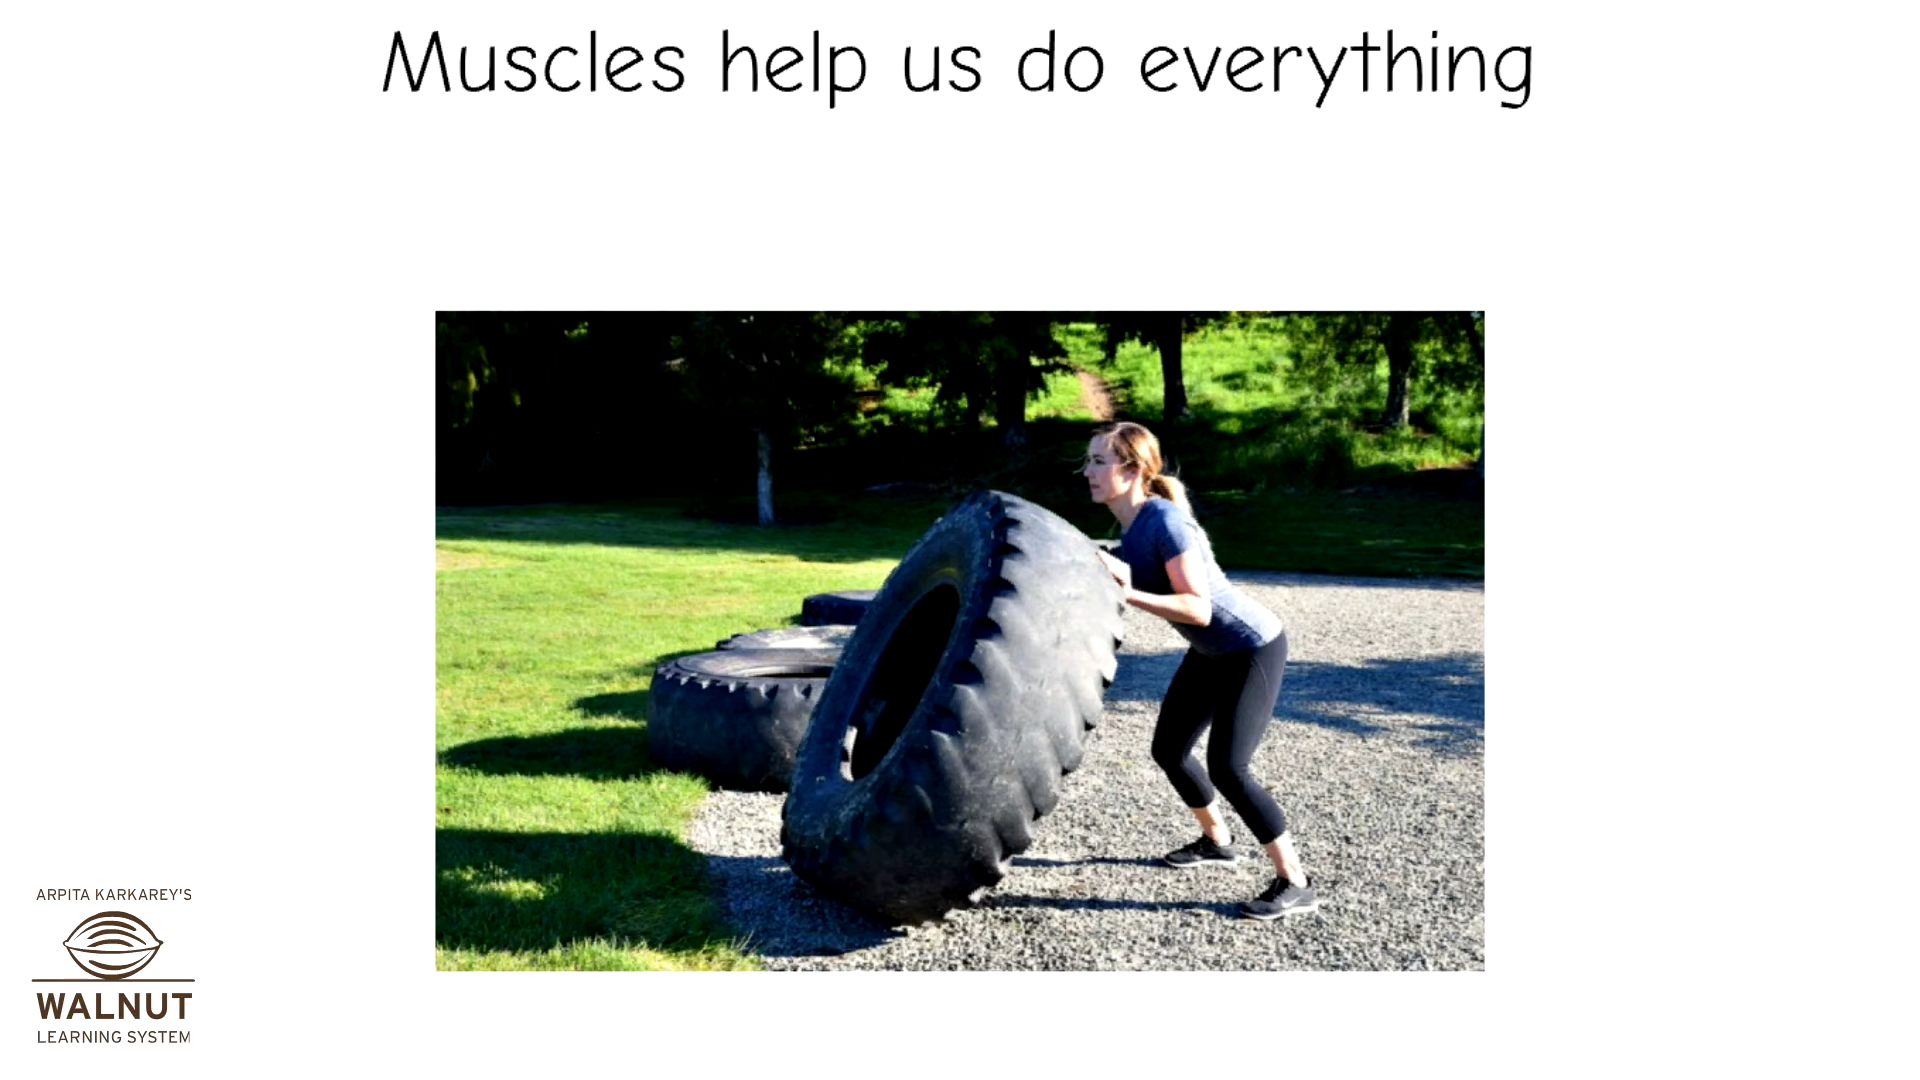 Muscles help us do everything
ARPITA KARKAREY'S
WALNUT
LEARNING SYSTEM